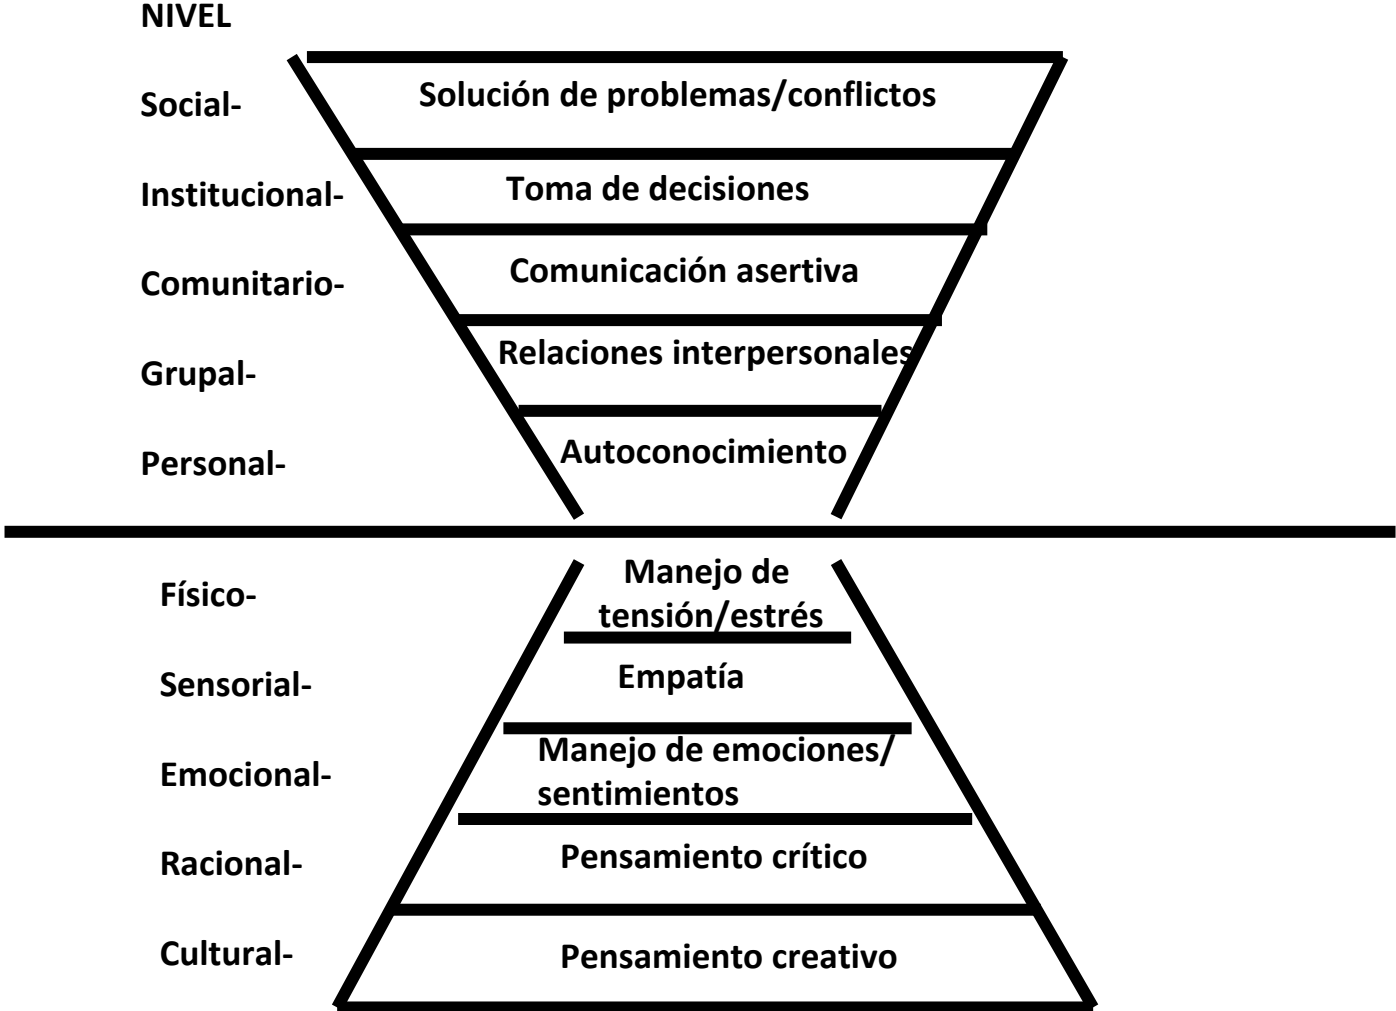 NIVEL
Social-
Solución de problemas/conflictos
Institucional-
Toma de decisiones
Comunitario-
Comunicación asertiva
Grupal-
Relaciones interpersonales
Personal-
Autoconocimiento
Físico-
Manejo de
tensión/estrés
Sensorial-
Empatía
Emocional-
Manejo de emociones/
sentimientos
Racional-
Pensamiento crítico
Cultural-
Pensamiento creativo